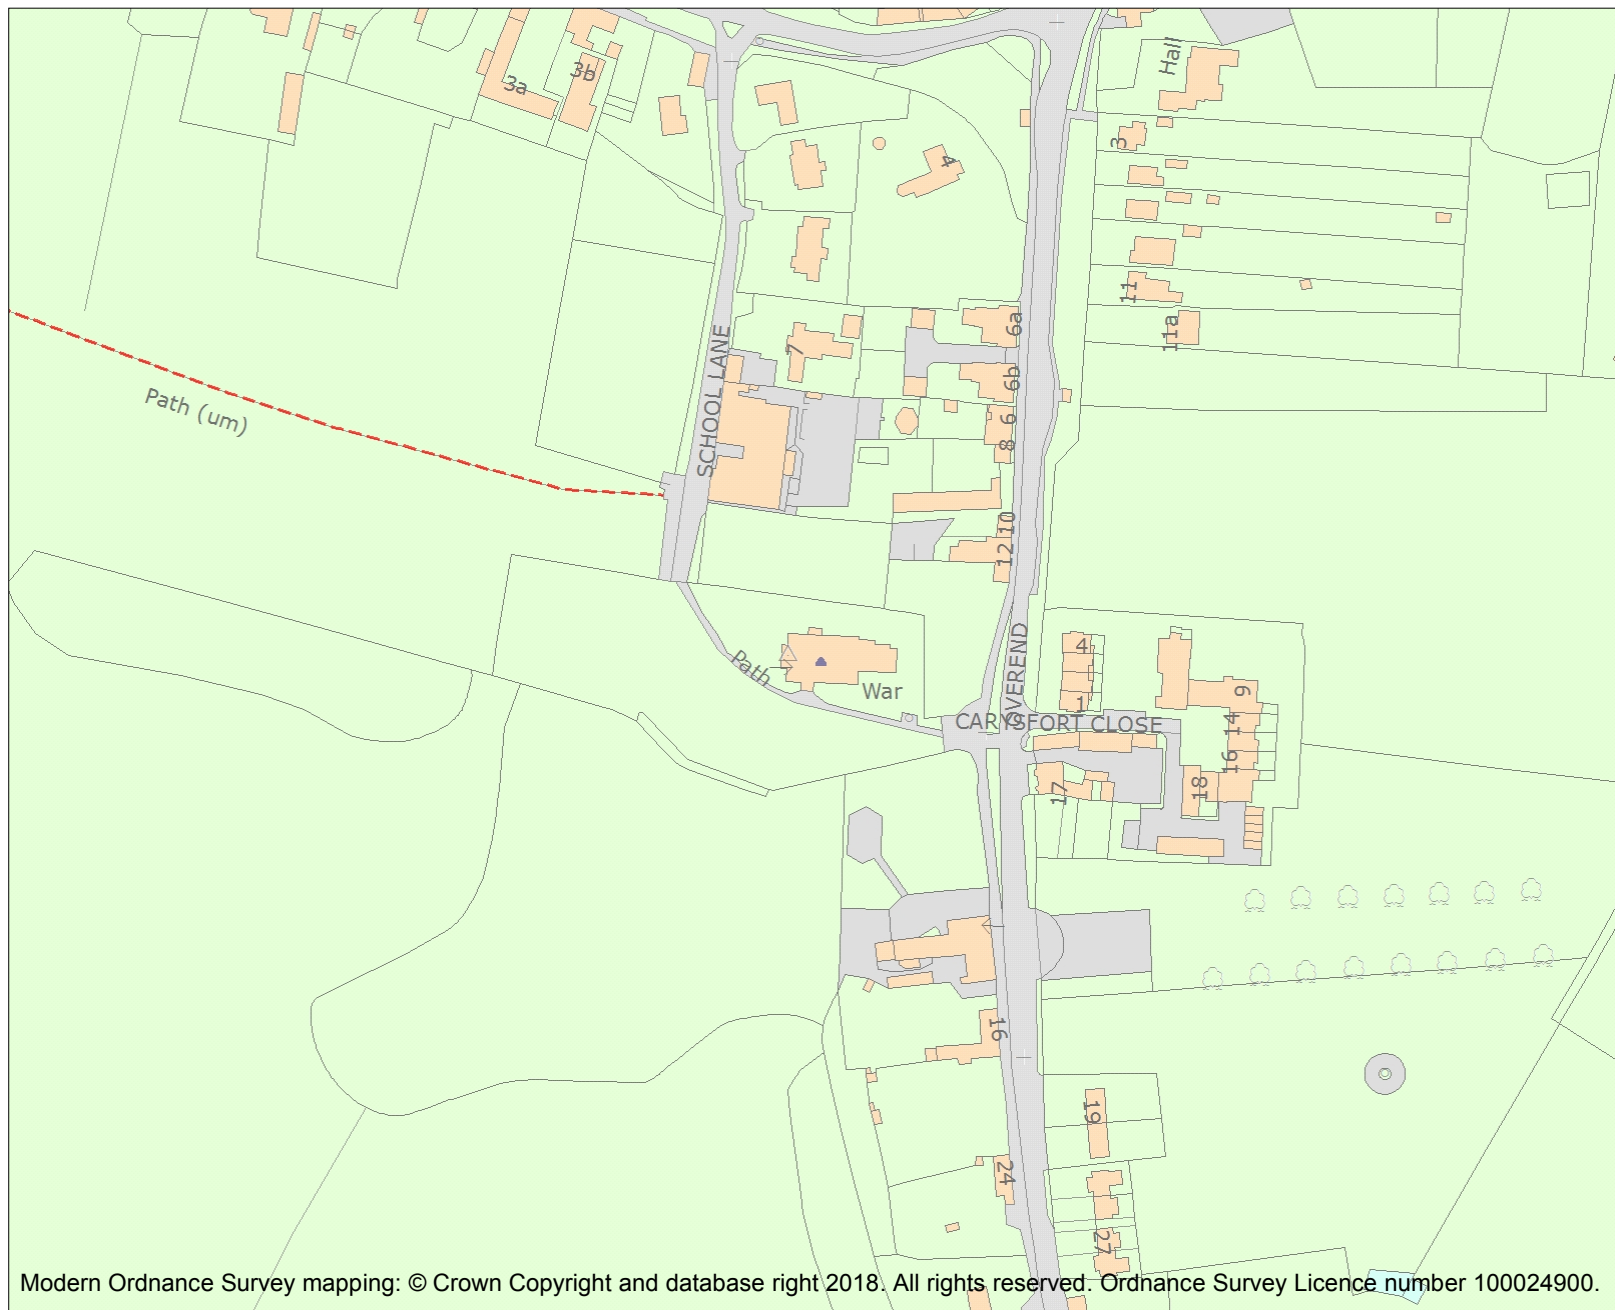 3a
3b
Hall
3
4
11
11a
6a
6b
7
6
8
SCHOOL LANE
Path (um)
10
12
Path
War
OVEREND
4
1
CARYSFORT CLOSE
9
14
16
18
17
16
19
24
27
Modern Ordnance Survey mapping: © Crown Copyright and database right 2018. All rights reserved. Ordnance Survey Licence number 100024900.